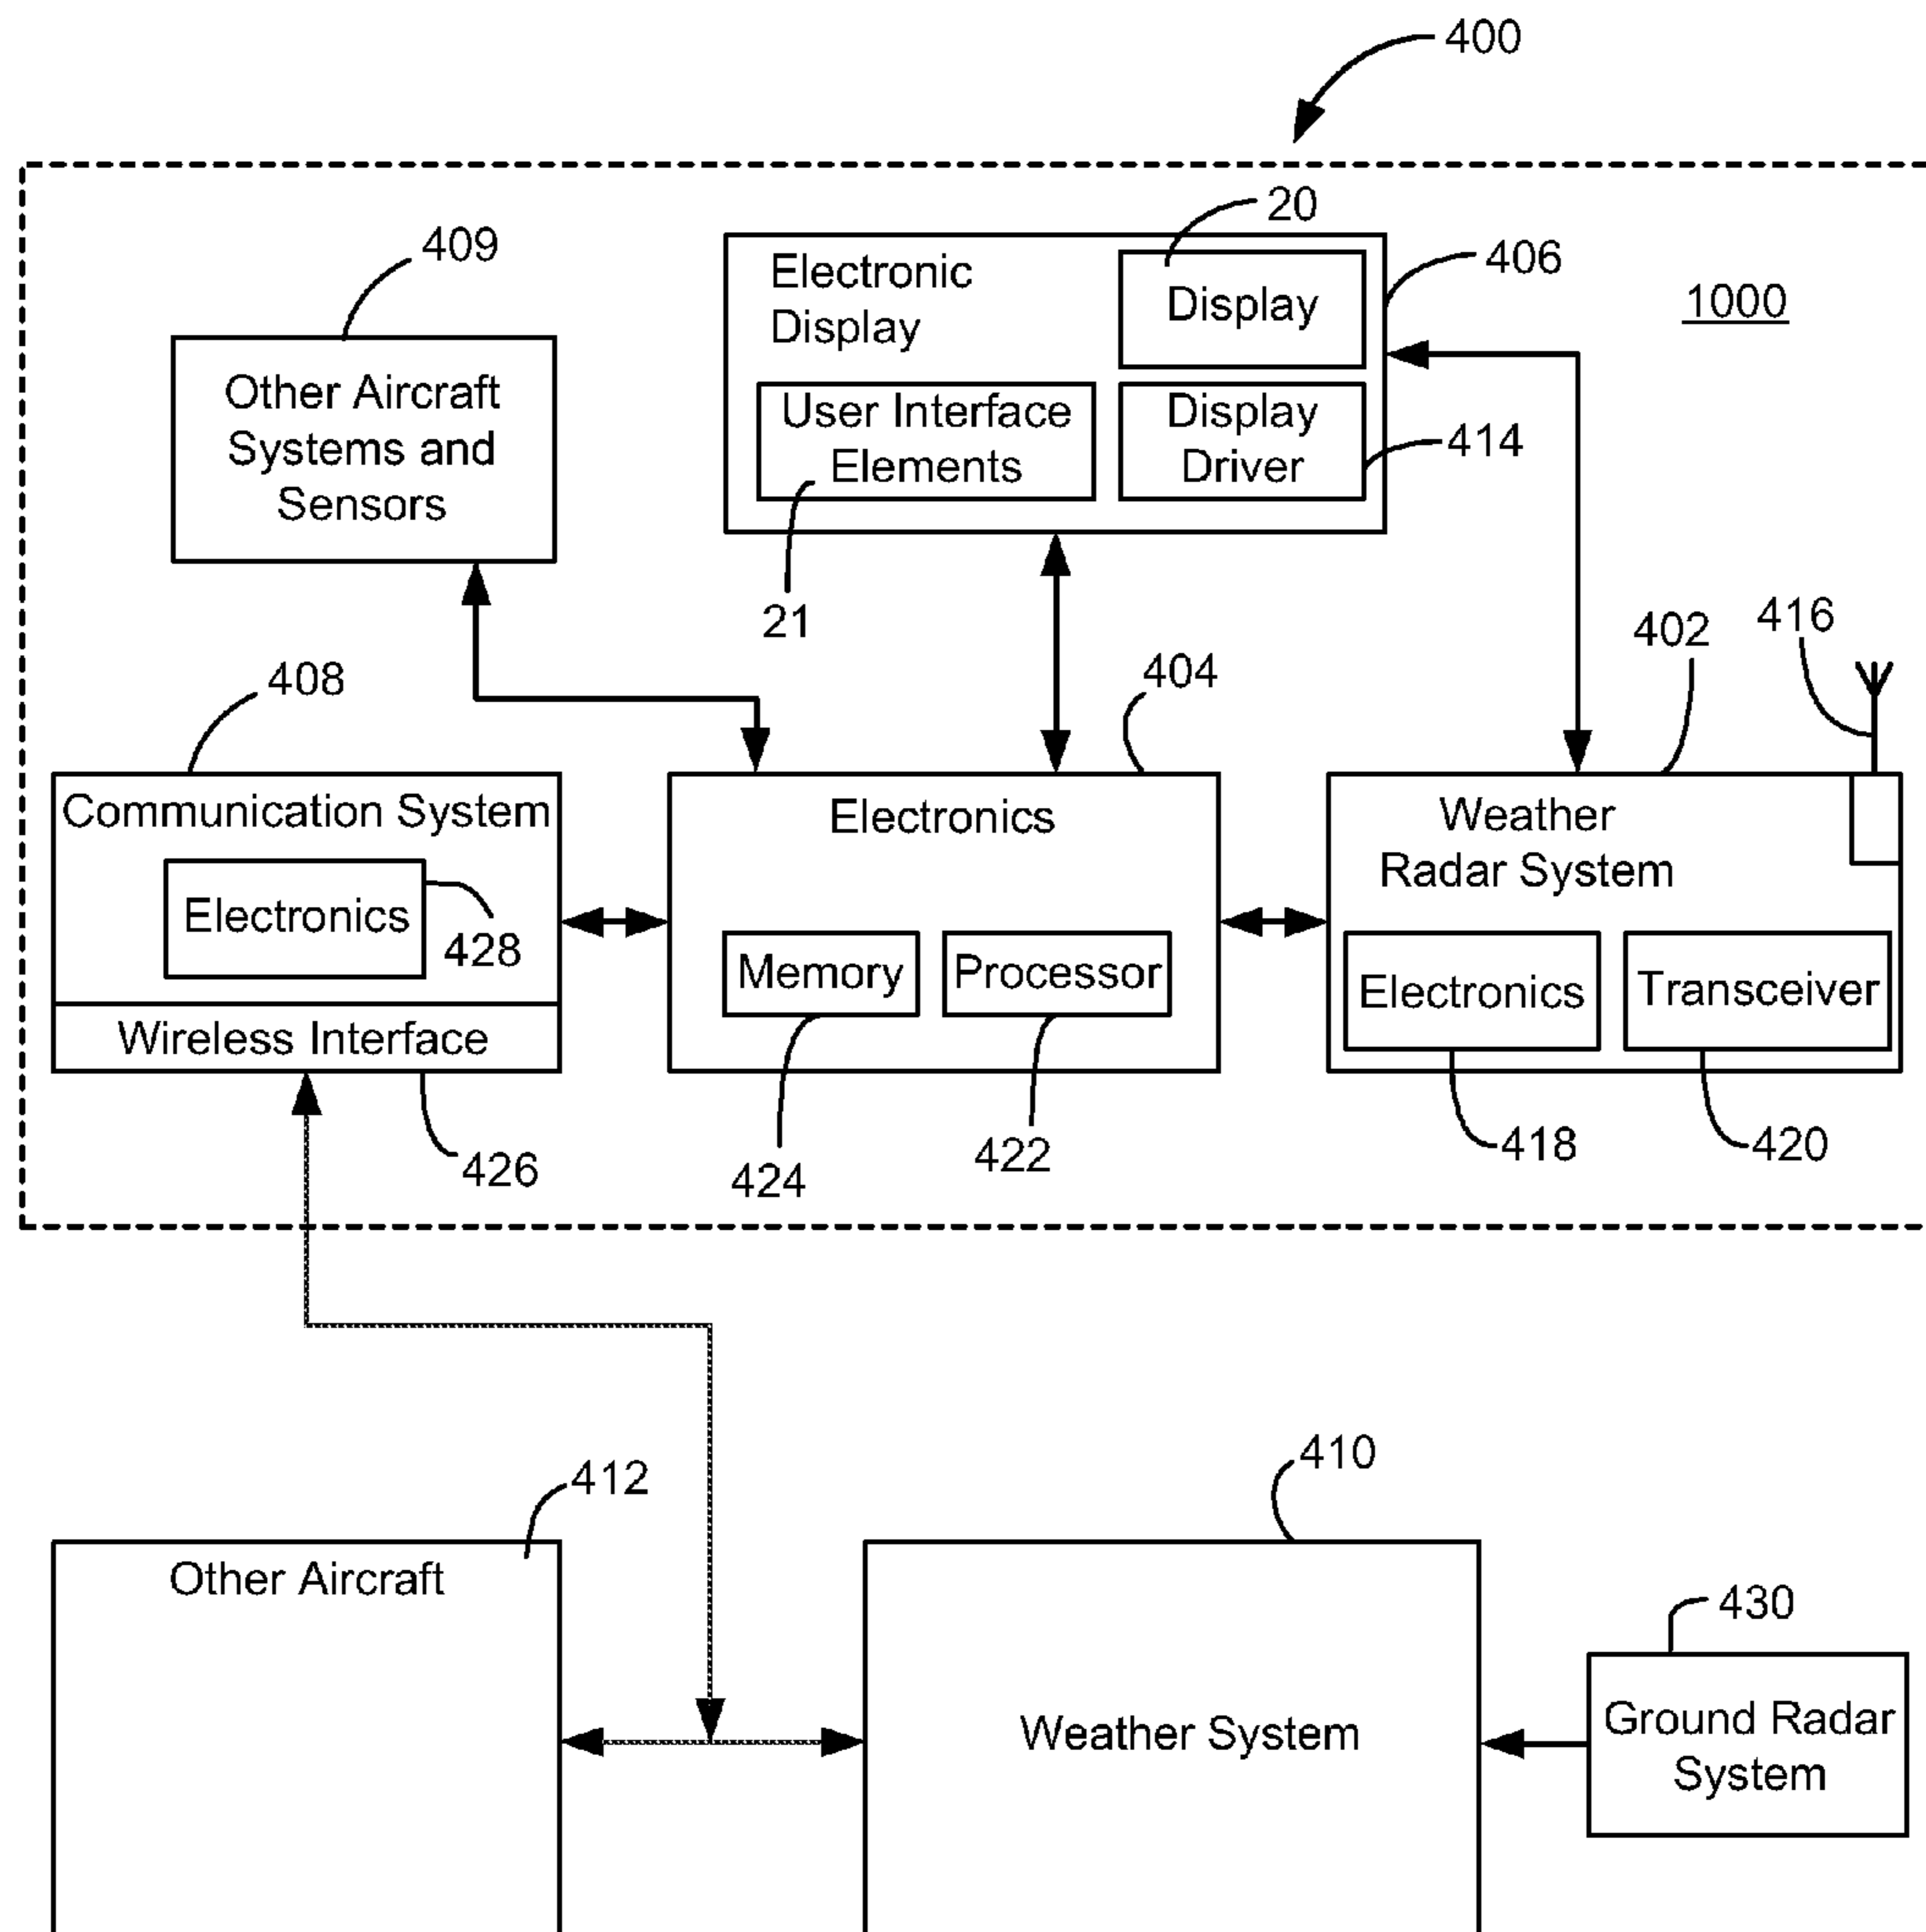 400
20
409
Electronic
Display
Display
406
1000
Other Aircraft
Systems and
Sensors
User Interface
Elements
Display
Driver
414
21
402
416
408
404
Communication System
Electronics
428
Wireless Interface
Electronics
Memory
Processor
Weather
Radar System
Electronics
Transceiver
426
424
422
418
420
412
410
Other Aircraft
430
Weather System
Ground Radar
System